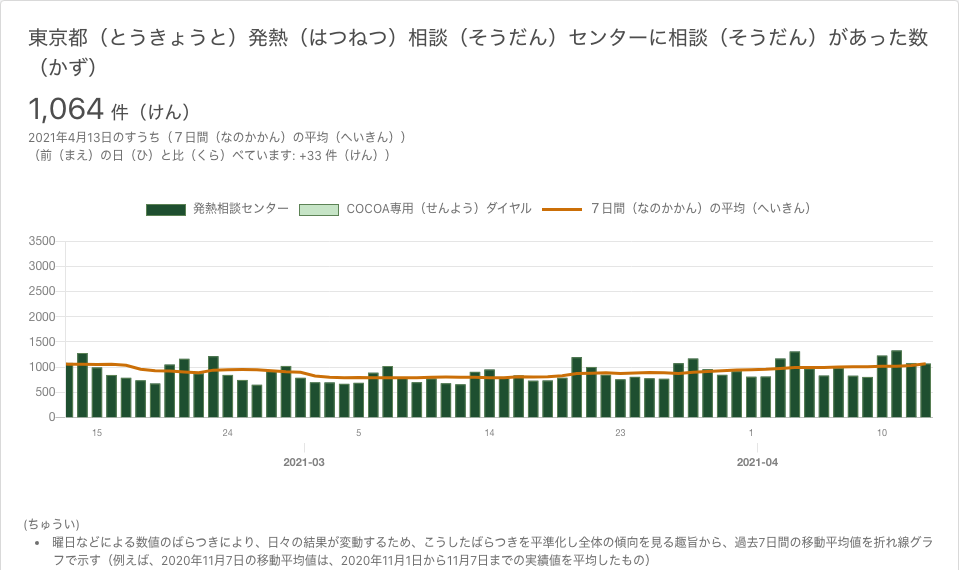 東京都（とうきょうと）発熱（はつねつ）相談（そうだん）センターに相談（そうだん）があった数
（かず）
1,064 件（けん）
2021年4月13日のすうち（７日間（なのかかん）の平均（へいきん））
（前（まえ）の日（ひ）と比（くら）べています: +33 件（けん））
発熱相談センター COCOA専用（せんよう）ダイヤル ７日間（なのかかん）の平均（へいきん）
3500
3000
2500
2000
1500
1000
500
0
15 24 5 14 23 1 10
2021-03 2021-04
(ちゅうい)
• 曜日などによる数値のばらつきにより、日々の結果が変動するため、こうしたばらつきを平準化し全体の傾向を見る趣旨から、過去7日間の移動平均値を折れ線グラ
フで示す（例えば、2020年11月7日の移動平均値は、2020年11月1日から11月7日までの実績値を平均したもの）